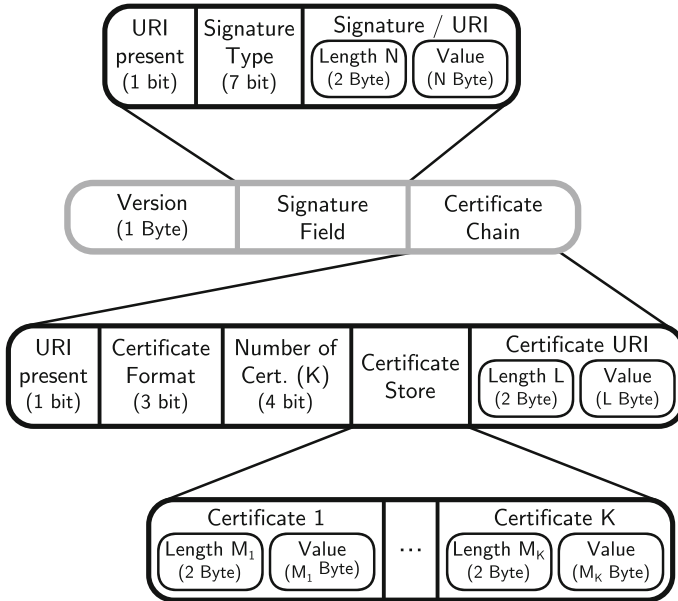 URI
present
(1 bit)
Signature
Type
(7 bit)
Signature / URI
Length N
(2 Byte)
Value
(N Byte)
Version
(1 Byte)
Signature
Field
Certificate
Chain
URI
present
(1 bit)
Certificate
Format
(3 bit)
Number of
Cert. (K)
(4 bit)
Certificate
Store
Certificate URI
Length L
(2 Byte)
Value
(L Byte)
Certificate 1
Length M₁
(2 Byte)
Value
(M₁ Byte)
...
Certificate K
Length Mₖ
(2 Byte)
Value
(Mₖ Byte)